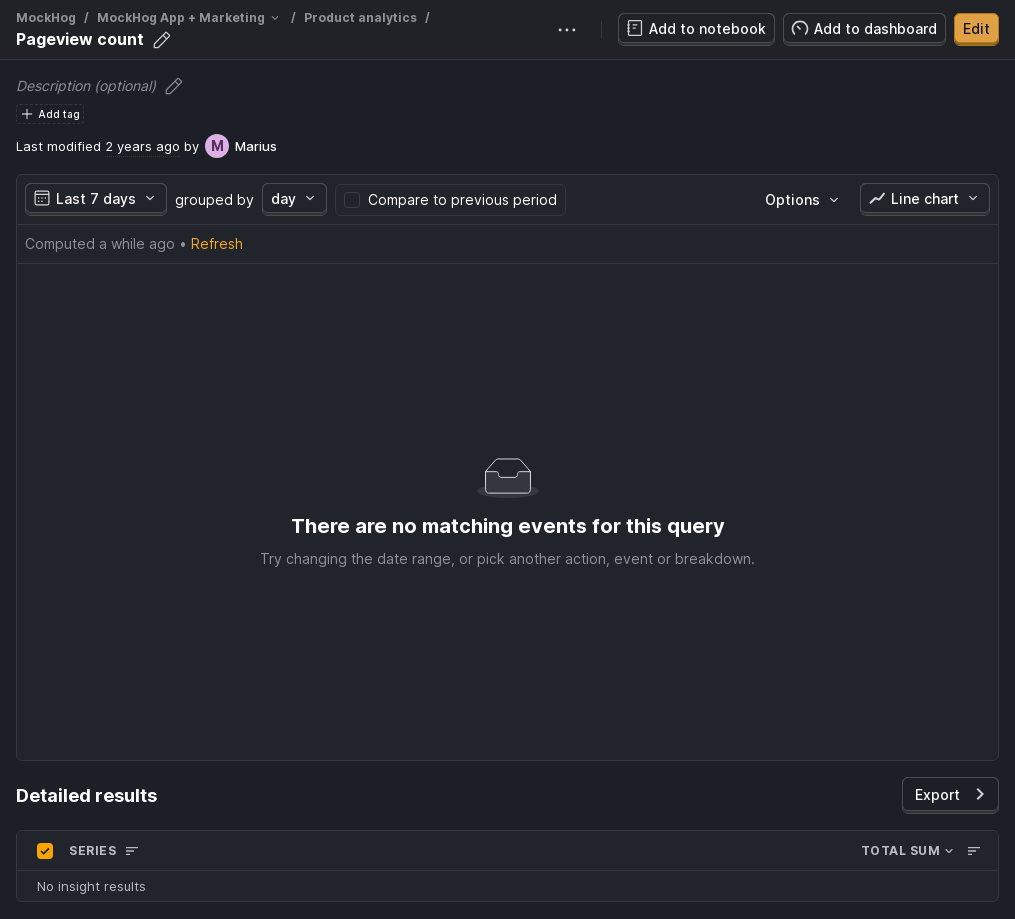 MockHog / MockHog App + Marketing / Product analytics /
Pageview count
Add to notebook
Add to dashboard
Edit
Description (optional)
Add tag
Last modified 2 years ago by M Marius
Last 7 days grouped by day Compare to previous period Options Line chart
Computed a while ago • Refresh
There are no matching events for this query
Try changing the date range, or pick another action, event or breakdown.
Detailed results
Export
SERIES TOTAL SUM
No insight results